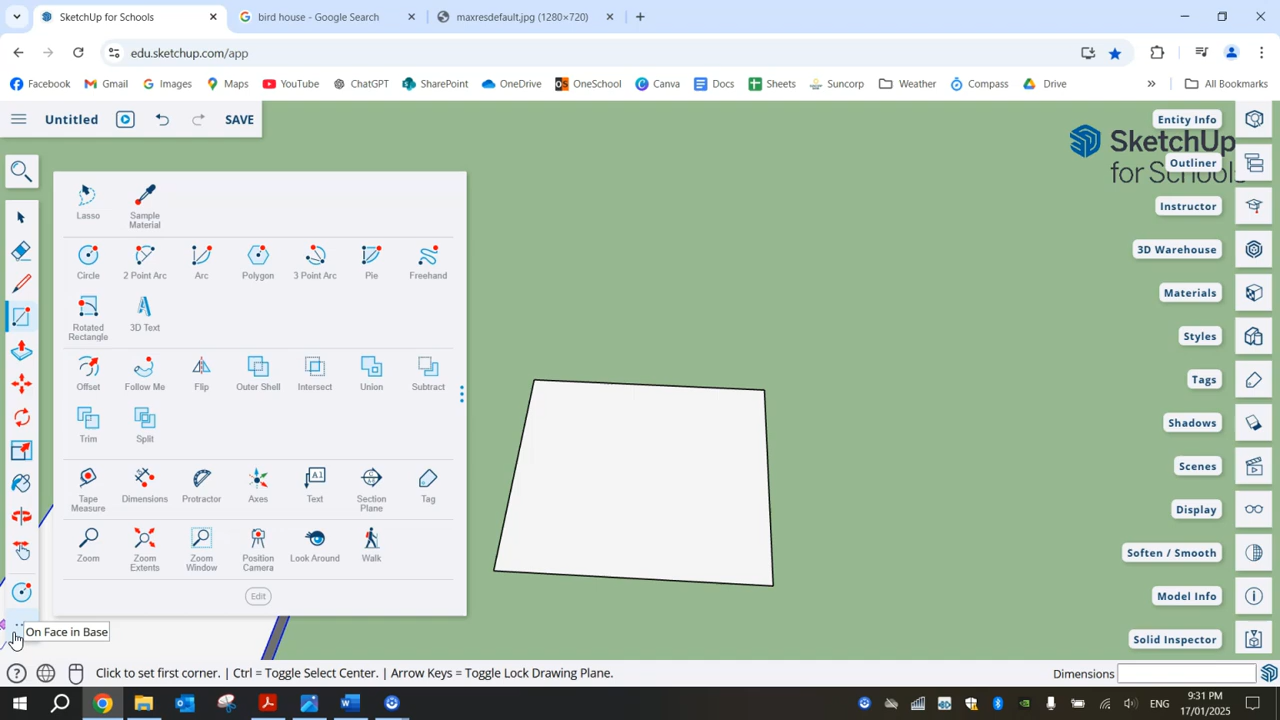 SketchUp for Schools
bird house - Google Search
maxresdefault.jpg (1280×720)
edu.sketchup.com/app
Facebook
Gmail
Images
Maps
YouTube
ChatGPT
SharePoint
OneDrive
OneSchool
Canva
Docs
Sheets
Suncorp
Weather
Compass
Drive
All Bookmarks
Untitled
SAVE
Entity Info
SketchUp
for Schools
Outliner
Instructor
3D Warehouse
Materials
Styles
Tags
Shadows
Scenes
Display
Soften / Smooth
Model Info
Solid Inspector
Lasso
Sample
Material
Circle
2 Point Arc
Arc
Polygon
3 Point Arc
Pie
Freehand
Rotated
Rectangle
3D Text
Offset
Follow Me
Flip
Outer Shell
Intersect
Union
Subtract
Trim
Split
Tape
Measure
Dimensions
Protractor
Axes
Text
Section
Plane
Tag
Zoom
Zoom
Extents
Zoom
Window
Position
Camera
Look Around
Walk
Edit
On Face in Base
Click to set first corner. | Ctrl = Toggle Select Center. | Arrow Keys = Toggle Lock Drawing Plane.
Dimensions
ENG
9:31 PM
17/01/2025